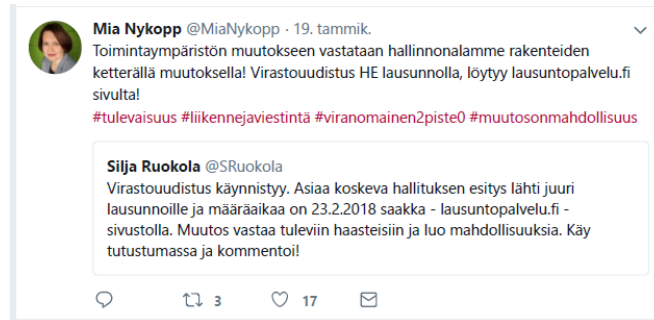 Mia Nykopp @MiaNykopp · 19. tammik.
Toimintaympäristön muutokseen vastataan hallinnonalamme rakenteiden
ketterällä muutoksella! Virastouudistus HE lausunnolla, löytyy lausuntopalvelu.fi
sivulta!
#tulevaisuus #liikennejaviestintä #viranomainen2piste0 #muutosonmahdollisuus
Silja Ruokola @SRuokola
Virastouudistus käynnistyy. Asiaa koskeva hallituksen esitys lähti juuri
lausunnoille ja määräaikaa on 23.2.2018 saakka - lausuntopalvelu.fi -
sivustolla. Muutos vastaa tuleviin haasteisiin ja luo mahdollisuuksia. Käy
tutustumassa ja kommentoi!
3 17